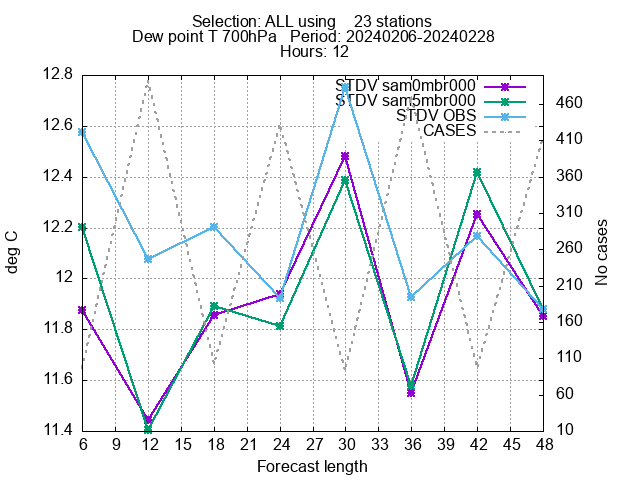 Selection: ALL using    23 stations
Dew point T 700hPa   Period: 20240206-20240228
Hours: 12
STDV sam0mbr000
STDV sam5mbr000
STDV OBS
CASES
12.8
12.6
12.4
12.2
12
11.8
11.6
11.4
deg C
460
410
360
310
260
210
160
110
60
10
No cases
6 9 12 15 18 21 24 27 30 33 36 39 42 45 48
Forecast length